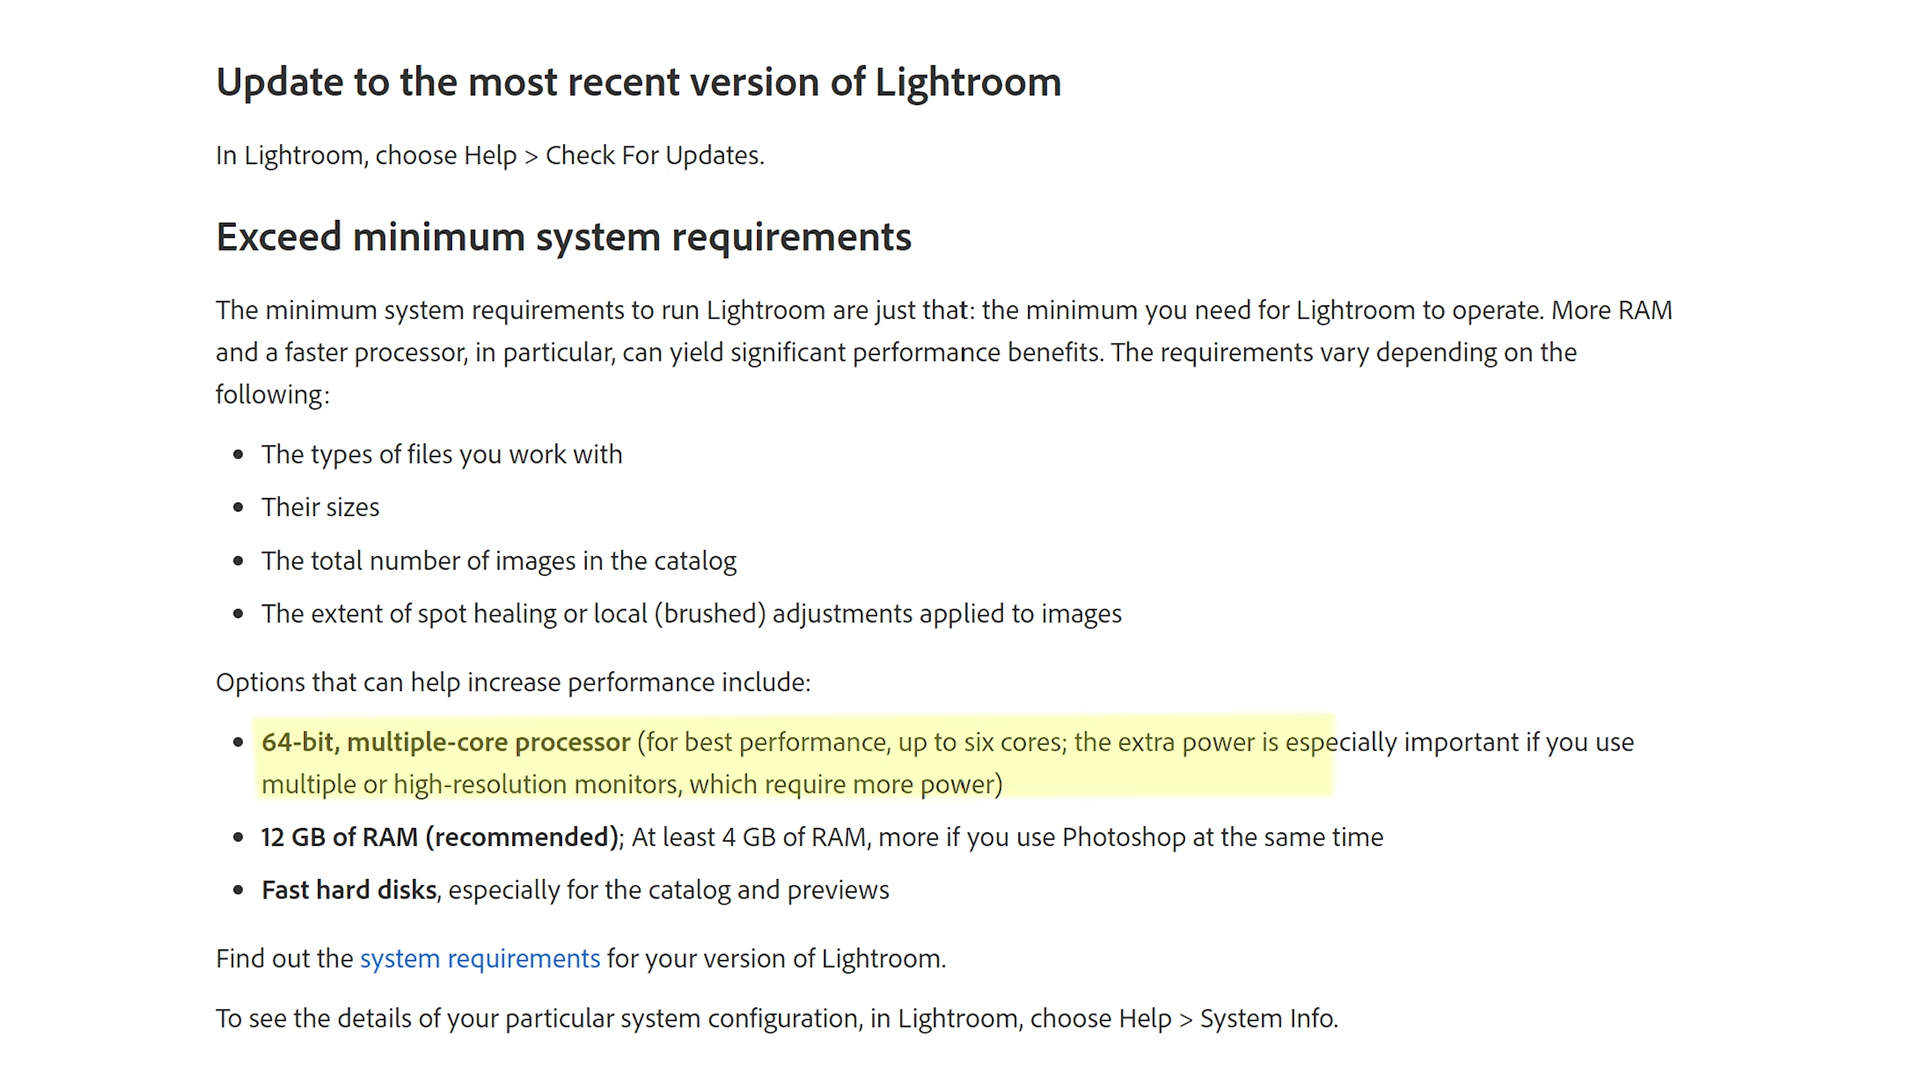 Update to the most recent version of Lightroom
In Lightroom, choose Help > Check For Updates.
Exceed minimum system requirements
The minimum system requirements to run Lightroom are just that: the minimum you need for Lightroom to operate. More RAM
and a faster processor, in particular, can yield significant performance benefits. The requirements vary depending on the
following:
• The types of files you work with
• Their sizes
• The total number of images in the catalog
• The extent of spot healing or local (brushed) adjustments applied to images
Options that can help increase performance include:
• 64-bit, multiple-core processor (for best performance, up to six cores; the extra power is especially important if you use
multiple or high-resolution monitors, which require more power)
• 12 GB of RAM (recommended); At least 4 GB of RAM, more if you use Photoshop at the same time
• Fast hard disks, especially for the catalog and previews
Find out the system requirements for your version of Lightroom.
To see the details of your particular system configuration, in Lightroom, choose Help > System Info.